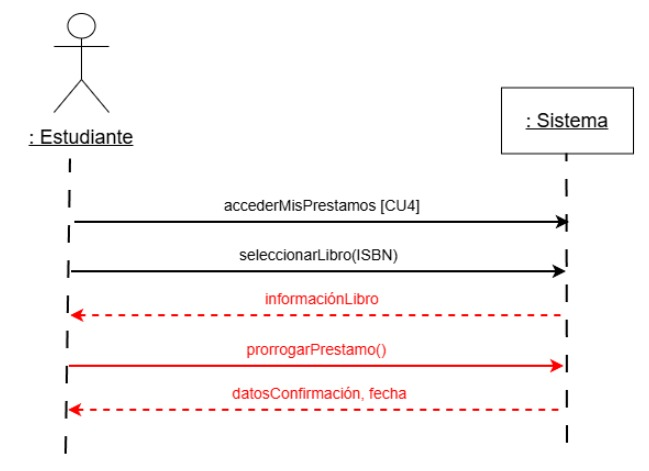 : Estudiante
: Sistema
accederMisPrestamos [CU4]
seleccionarLibro(ISBN)
informaciónLibro
prorrogarPrestamo()
datosConfirmación, fecha